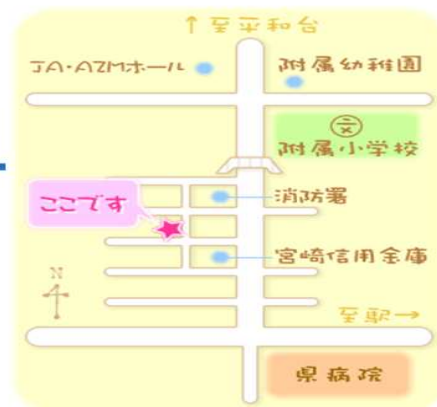 ↑至平和台
JA・AZMホール
附属幼稚園
文
附属小学校
ここです
消防署
宮崎信用金庫
N
至駅→
県病院